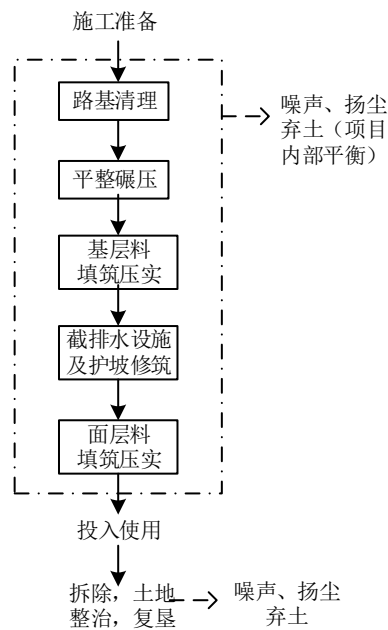 施工准备
路基清理
噪声、扬尘
弃土（项目
内部平衡）
平整碾压
基层料
填筑压实
截排水设施
及护坡修筑
面层料
填筑压实
投入使用
拆除，土地
整治，复垦
噪声、扬尘
弃土